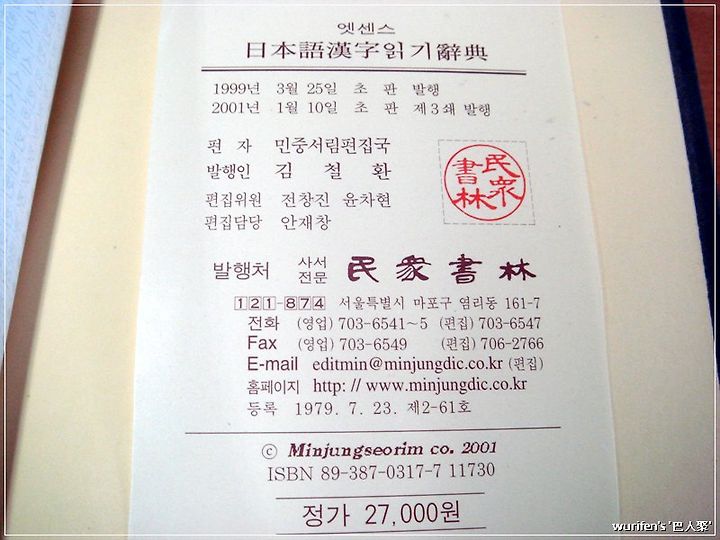 엣센스
日本語漢字읽기辭典
1999년 3월 25일 초 판 발행
2001년 1월 10일 초 판 제3쇄 발행
편 자 민중서림편집국
발행인 김 철 환
편집위원 전창진 윤차현
편집담당 안재창
民衆書林
발행처 사서전문 民衆書林
121-874 서울특별시 마포구 염리동 161-7
전화 (영업) 703-6541~5 (편집) 703-6547
Fax (영업) 703-6549 (편집) 706-2766
E-mail editmin@minjungdic.co.kr (편집)
홈페이지 http: // www.minjungdic.co.kr
등록 1979. 7. 23. 제2-61호
© Minjungseorim co. 2001
ISBN 89-387-0317-7 11730
정가 27,000원
wurifen's '巴人聚'